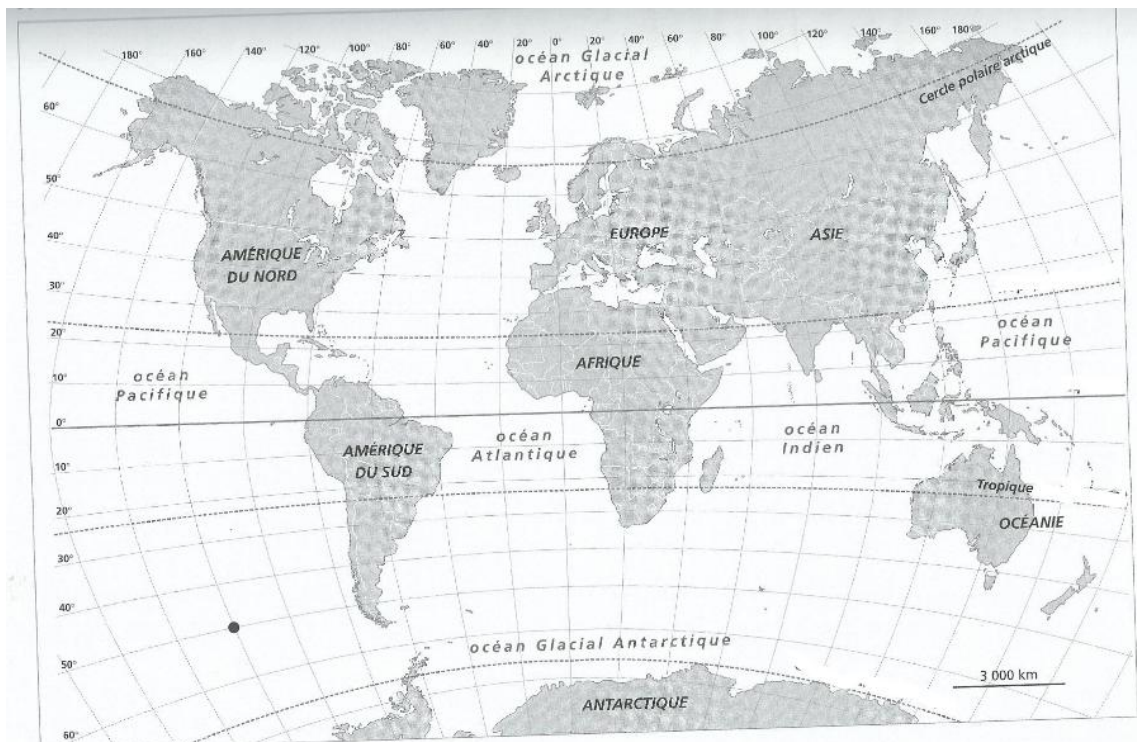 180° 160° 140° 120° 100° 80° 60° 40° 20° 0° 20° 40° 60° 80° 100° 120° 140° 160° 180°
océan Glacial
Arctique
Cercle polaire arctique
60°
50°
40°
30°
20°
10°
0°
10°
20°
30°
40°
50°
60°
AMÉRIQUE
DU NORD
EUROPE
ASIE
océan
Pacifique
AFRIQUE
océan
Pacifique
AMÉRIQUE
DU SUD
océan
Atlantique
océan
Indien
Tropique
OCÉANIE
océan Glacial Antarctique
3 000 km
ANTARCTIQUE